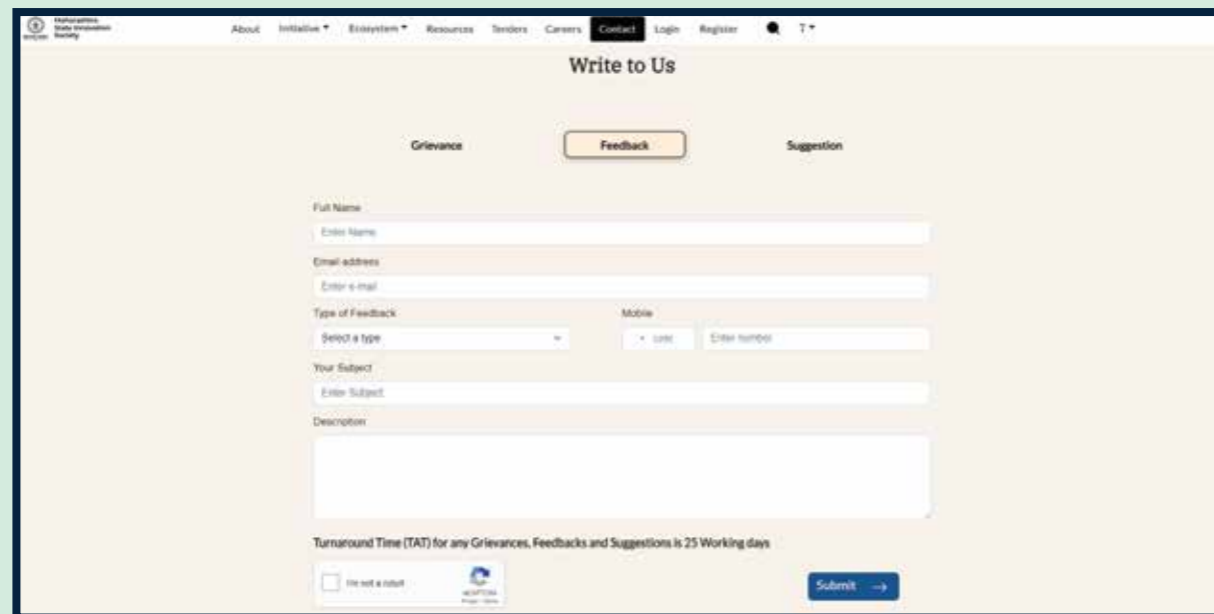 Maharashtra
State Innovation
Society
About Initiative Ecosystem Resources Tenders Careers Contact Login Register T
Write to Us
Grievance Feedback Suggestion
Full Name
Enter Name
Email address
Enter e-mail
Type of Feedback Mobile
Select a type Enter number
Your Subject
Enter Subject
Description
Turnaround Time (TAT) for any Grievances, Feedbacks and Suggestions is 25 Working days
I'm not a robot
reCAPTCHA
Privacy - Terms
Submit →